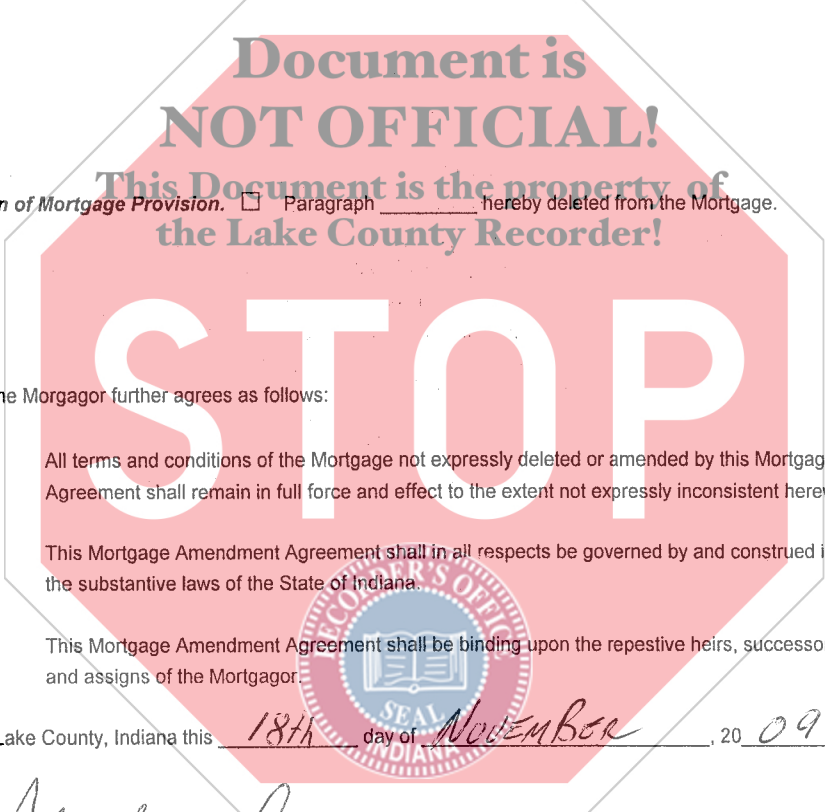 Document is
NOT OFFICIAL!
This Document is the property of
the Lake County Recorder!
n of Mortgage Provision. ☐ Paragraph ________ hereby deleted from the Mortgage.
STOP
he Morgagor further agrees as follows:
All terms and conditions of the Mortgage not expressly deleted or amended by this Mortgag
Agreement shall remain in full force and effect to the extent not expressly inconsistent here
This Mortgage Amendment Agreement shall in all respects be governed by and construed i
the substantive laws of the State of Indiana.
This Mortgage Amendment Agreement shall be binding upon the repestive heirs, successo
and assigns of the Mortgagor.
RECORDER'S OFFICE
SEAL
INDIANA
Lake County, Indiana this 18th day of NOVEMBER, 20 09